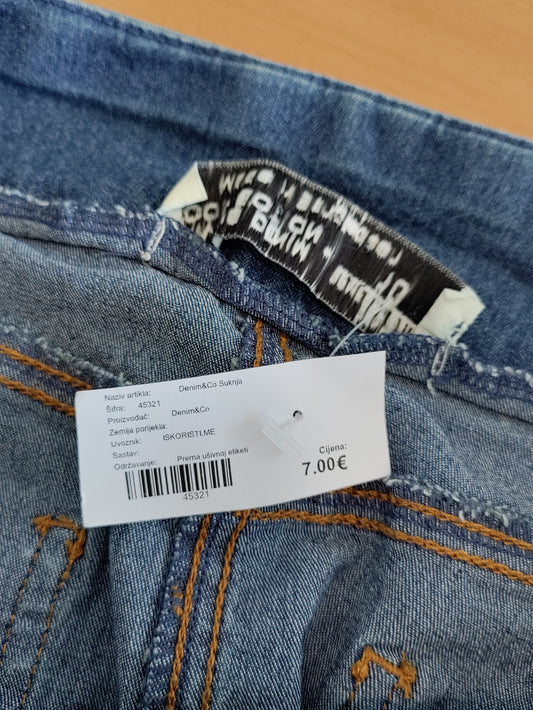 Naziv artikla: Denim&Co Suknja
Šifra: 45321
Proizvođač: Denim&Co
Zemlja porijekla:
Uvoznik: ISKORISTI.ME
Sastav:
Održavanje: Prema ušivnoj etiketi
Cijena:
7.00€
45321